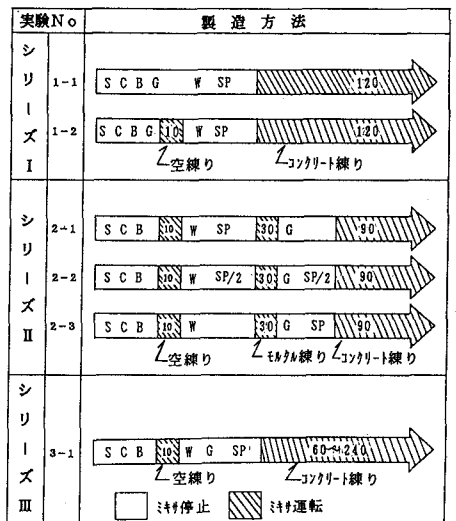 実験No 製造方法
シリーズI
1-1 S C B G W SP 120
1-2 S C B G 10 W SP 120
空練り コンクリート練り
シリーズII
2-1 S C B 10 W SP 30 G 90
2-2 S C B 10 W SP/2 30 G SP/2 90
2-3 S C B 10 W 30 G SP 90
空練り モルタル練り コンクリート練り
シリーズIII
3-1 S C B 10 W G SP' 60~240
空練り コンクリート練り
ミキサ停止 ミキサ運転